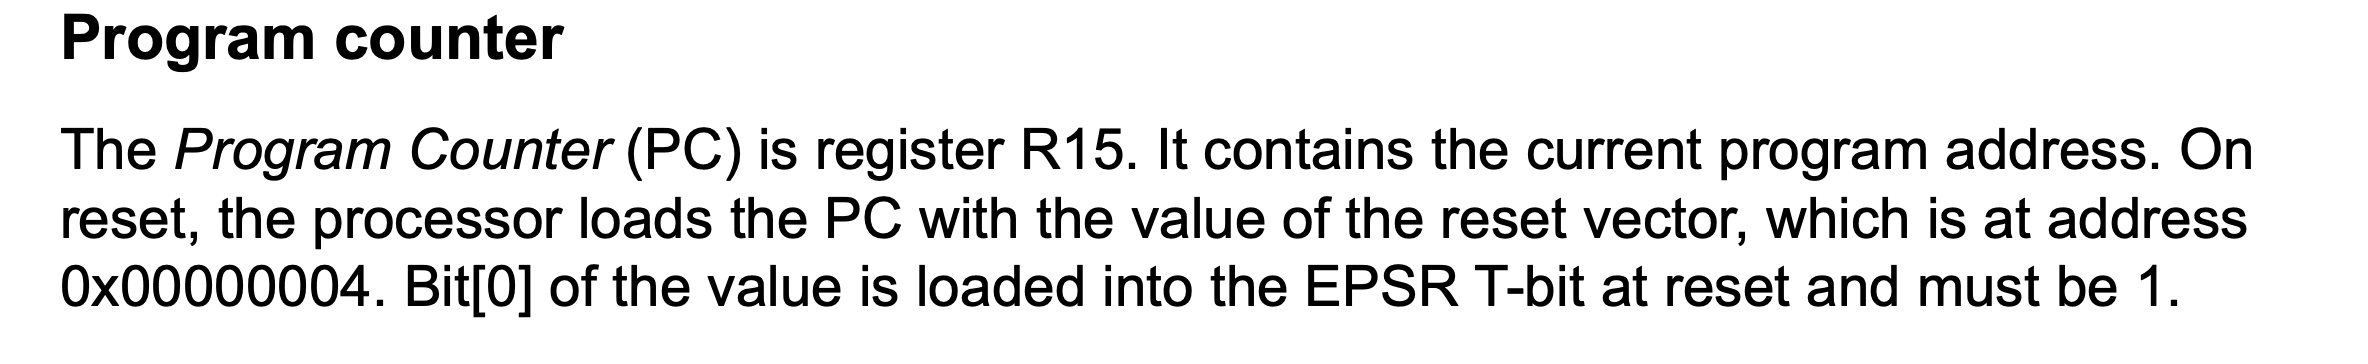 Program counter
The Program Counter (PC) is register R15. It contains the current program address. On
reset, the processor loads the PC with the value of the reset vector, which is at address
0x00000004. Bit[0] of the value is loaded into the EPSR T-bit at reset and must be 1.